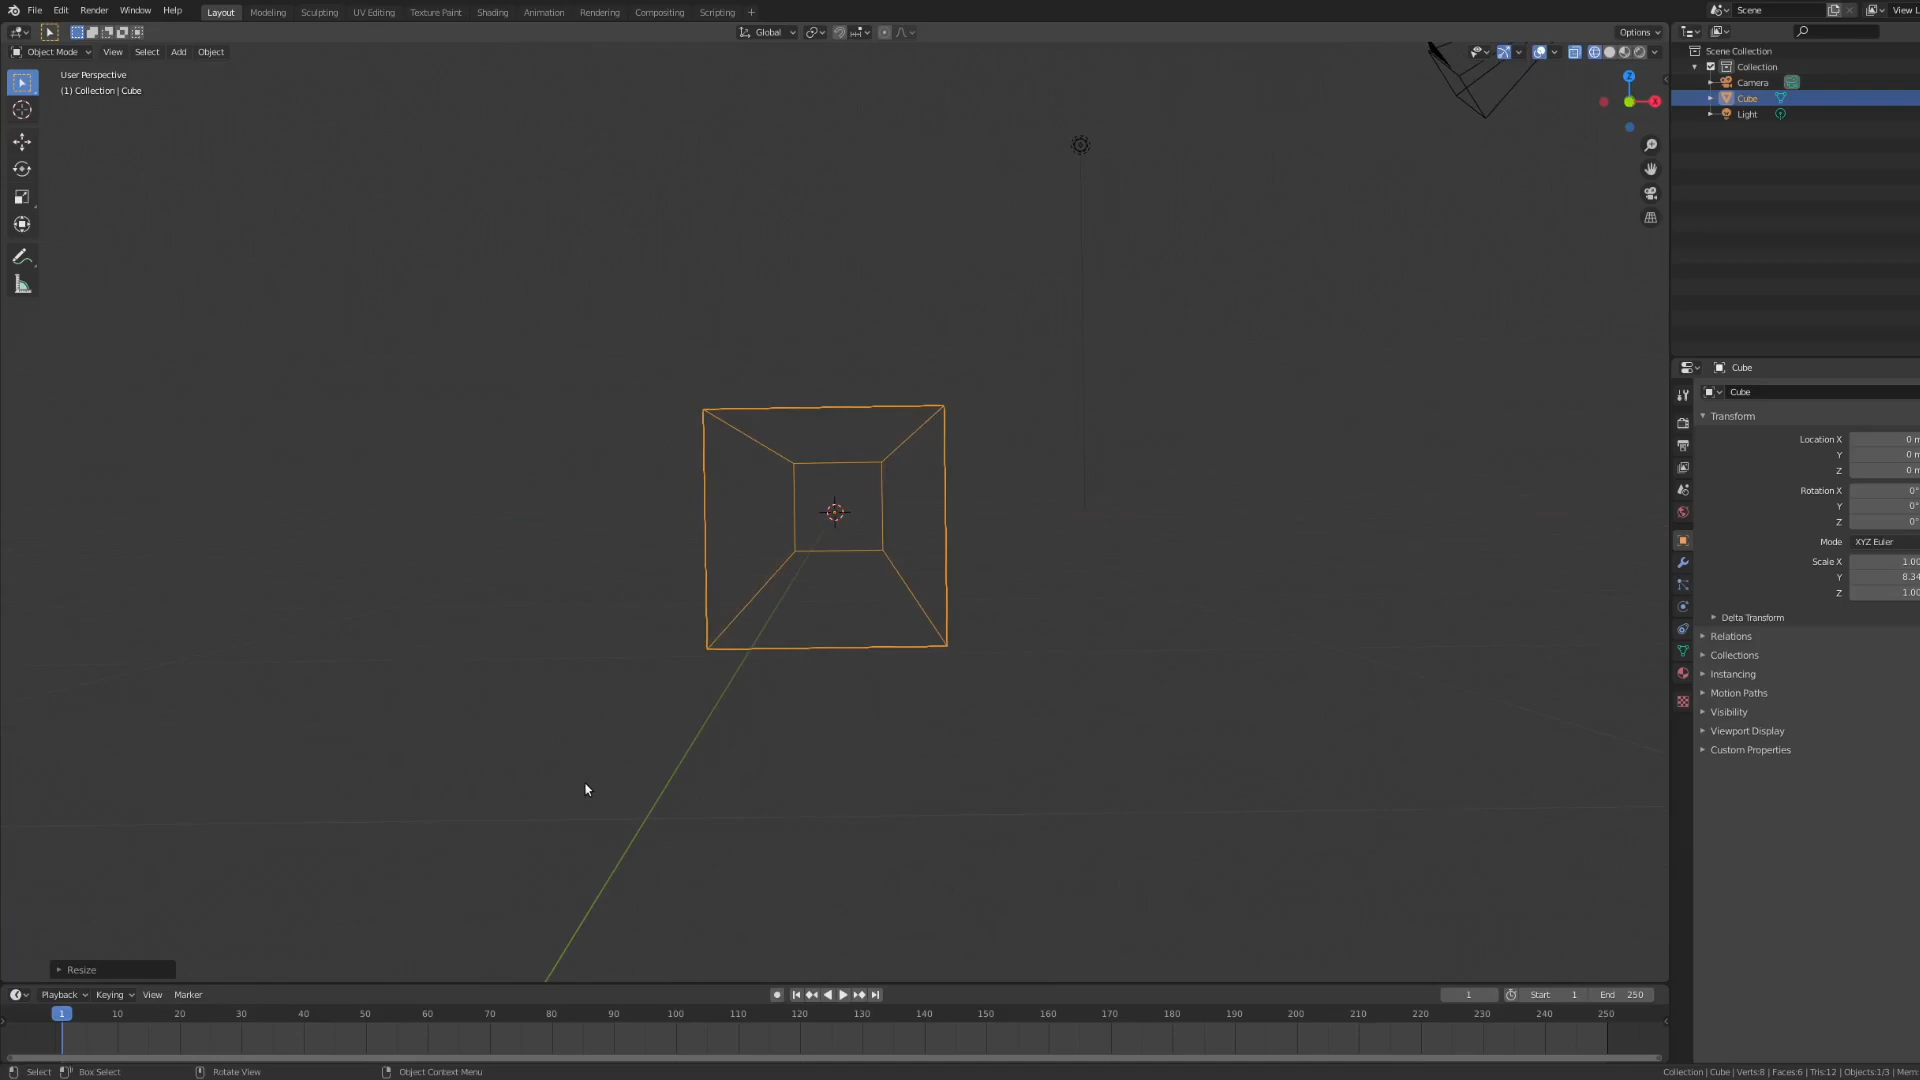 File Edit Render Window Help Layout Modeling Sculpting UV Editing Texture Paint Shading Animation Rendering Compositing Scripting + Scene View L
Global Options
Object Mode View Select Add Object
User Perspective
(1) Collection | Cube
Z
X
Scene Collection
Collection
Camera
Cube
Light
Cube
Cube
Transform
Location X 0 m
Y 0 m
Z 0 m
Rotation X 0°
Y 0°
Z 0°
Mode XYZ Euler
Scale X 1.00
Y 8.34
Z 1.00
Delta Transform
Relations
Collections
Instancing
Motion Paths
Visibility
Viewport Display
Custom Properties
Resize
Playback Keying View Marker 1 Start 1 End 250
1 10 20 30 40 50 60 70 80 90 100 110 120 130 140 150 160 170 180 190 200 210 220 230 240 250
Select Box Select Rotate View Object Context Menu Collection | Cube | Verts:8 | Faces:6 | Tris:12 | Objects:1/3 | Mem: